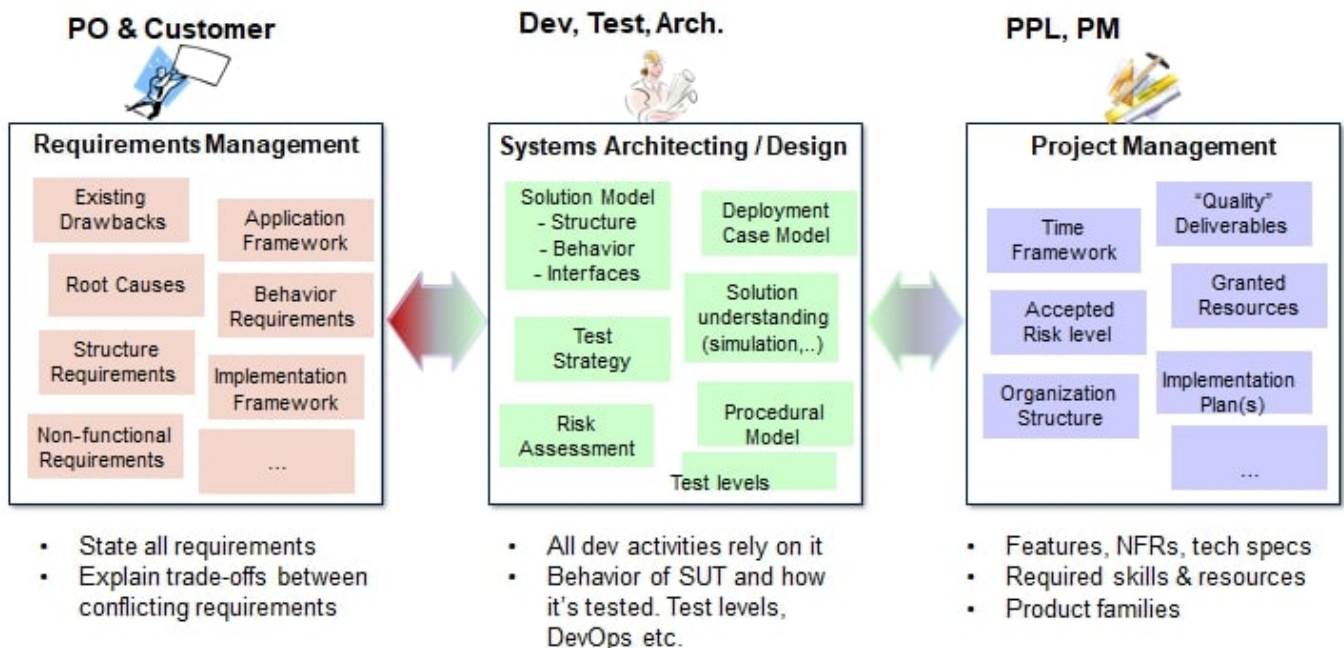 PO & Customer
Requirements Management
Existing
Drawbacks
Application
Framework
Root Causes
Behavior
Requirements
Structure
Requirements
Implementation
Framework
Non-functional
Requirements
...
• State all requirements
• Explain trade-offs between
conflicting requirements
Dev, Test, Arch.
Systems Architecting / Design
Solution Model
- Structure
- Behavior
- Interfaces
Deployment
Case Model
Solution
understanding
(simulation,..)
Test
Strategy
Risk
Assessment
Procedural
Model
Test levels
• All dev activities rely on it
• Behavior of SUT and how
it's tested. Test levels,
DevOps etc.
PPL, PM
Project Management
Time
Framework
“Quality”
Deliverables
Accepted
Risk level
Granted
Resources
Organization
Structure
Implementation
Plan(s)
...
• Features, NFRs, tech specs
• Required skills & resources
• Product families